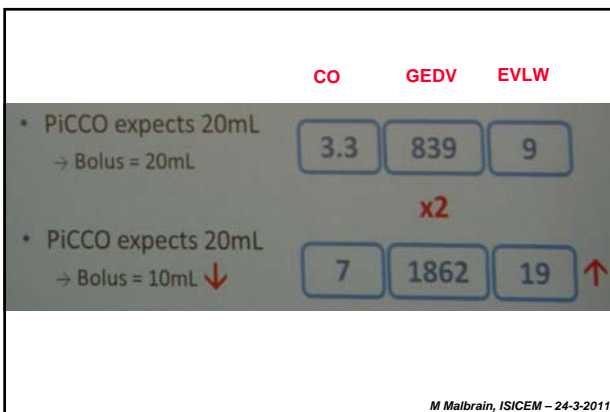 CO GEDV EVLW
• PiCCO expects 20mL
→ Bolus = 20mL
3.3 839 9
x2
• PiCCO expects 20mL
→ Bolus = 10mL ↓
7 1862 19 ↑
M Malbrain, ISICEM – 24-3-2011